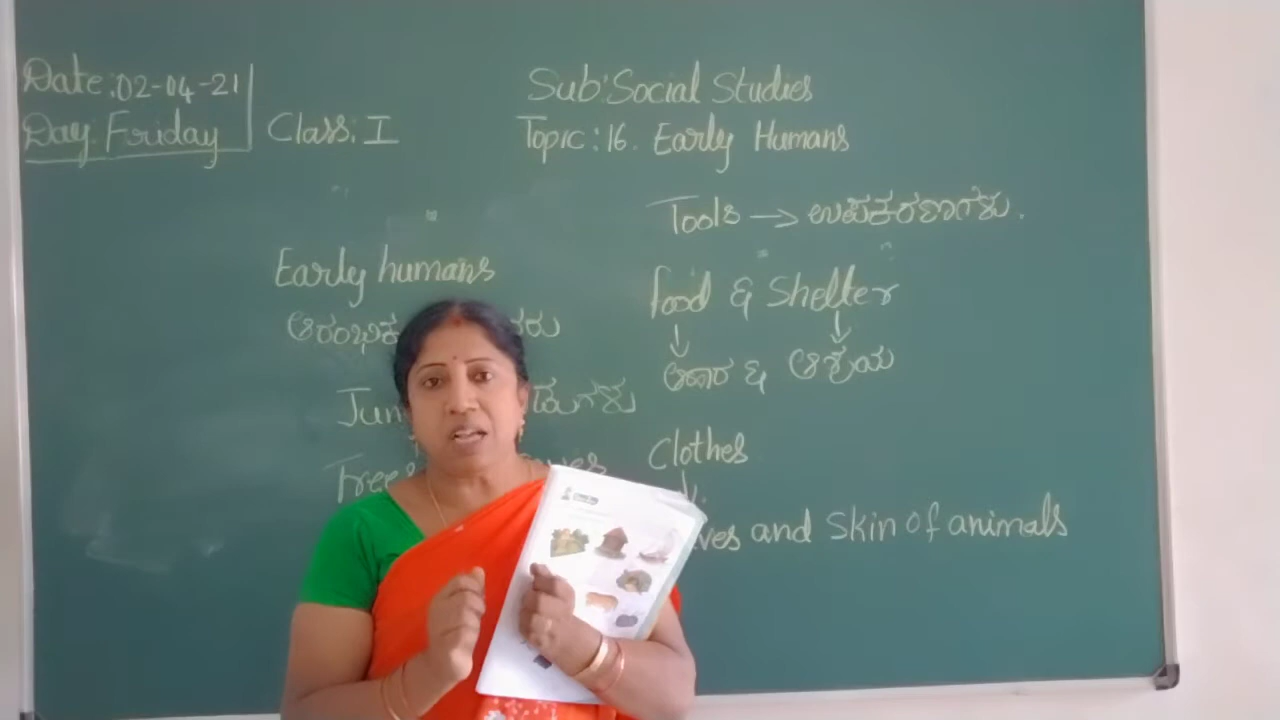 Date: 02-04-21
Day: Friday
Class: I
Sub: Social Studies
Topic: 16. Early Humans
Tools → ಉಪಕರಣಗಳು.
Early humans
Food & Shelter
ಆಹಾರ & ಆಶ್ರಯ
Clothes
and Skin of animals